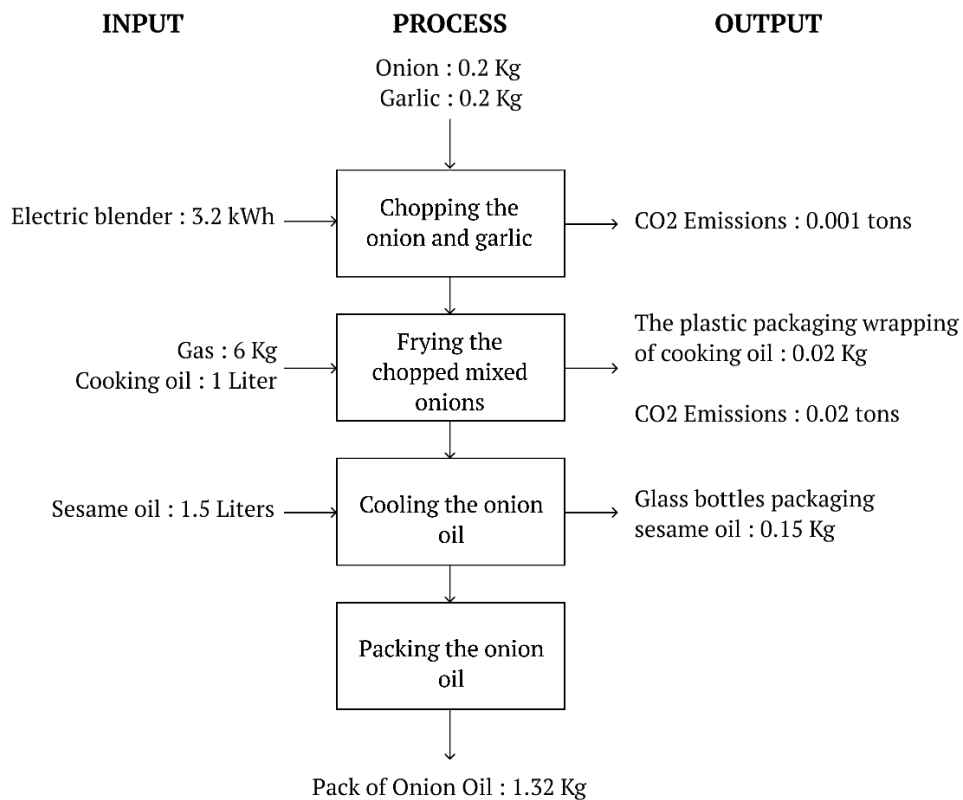 INPUT
PROCESS
OUTPUT
Onion : 0.2 Kg
Garlic : 0.2 Kg
Electric blender : 3.2 kWh
Chopping the
onion and garlic
CO2 Emissions : 0.001 tons
Gas : 6 Kg
Cooking oil : 1 Liter
Frying the
chopped mixed
onions
The plastic packaging wrapping
of cooking oil : 0.02 Kg
CO2 Emissions : 0.02 tons
Sesame oil : 1.5 Liters
Cooling the onion
oil
Glass bottles packaging
sesame oil : 0.15 Kg
Packing the onion
oil
Pack of Onion Oil : 1.32 Kg